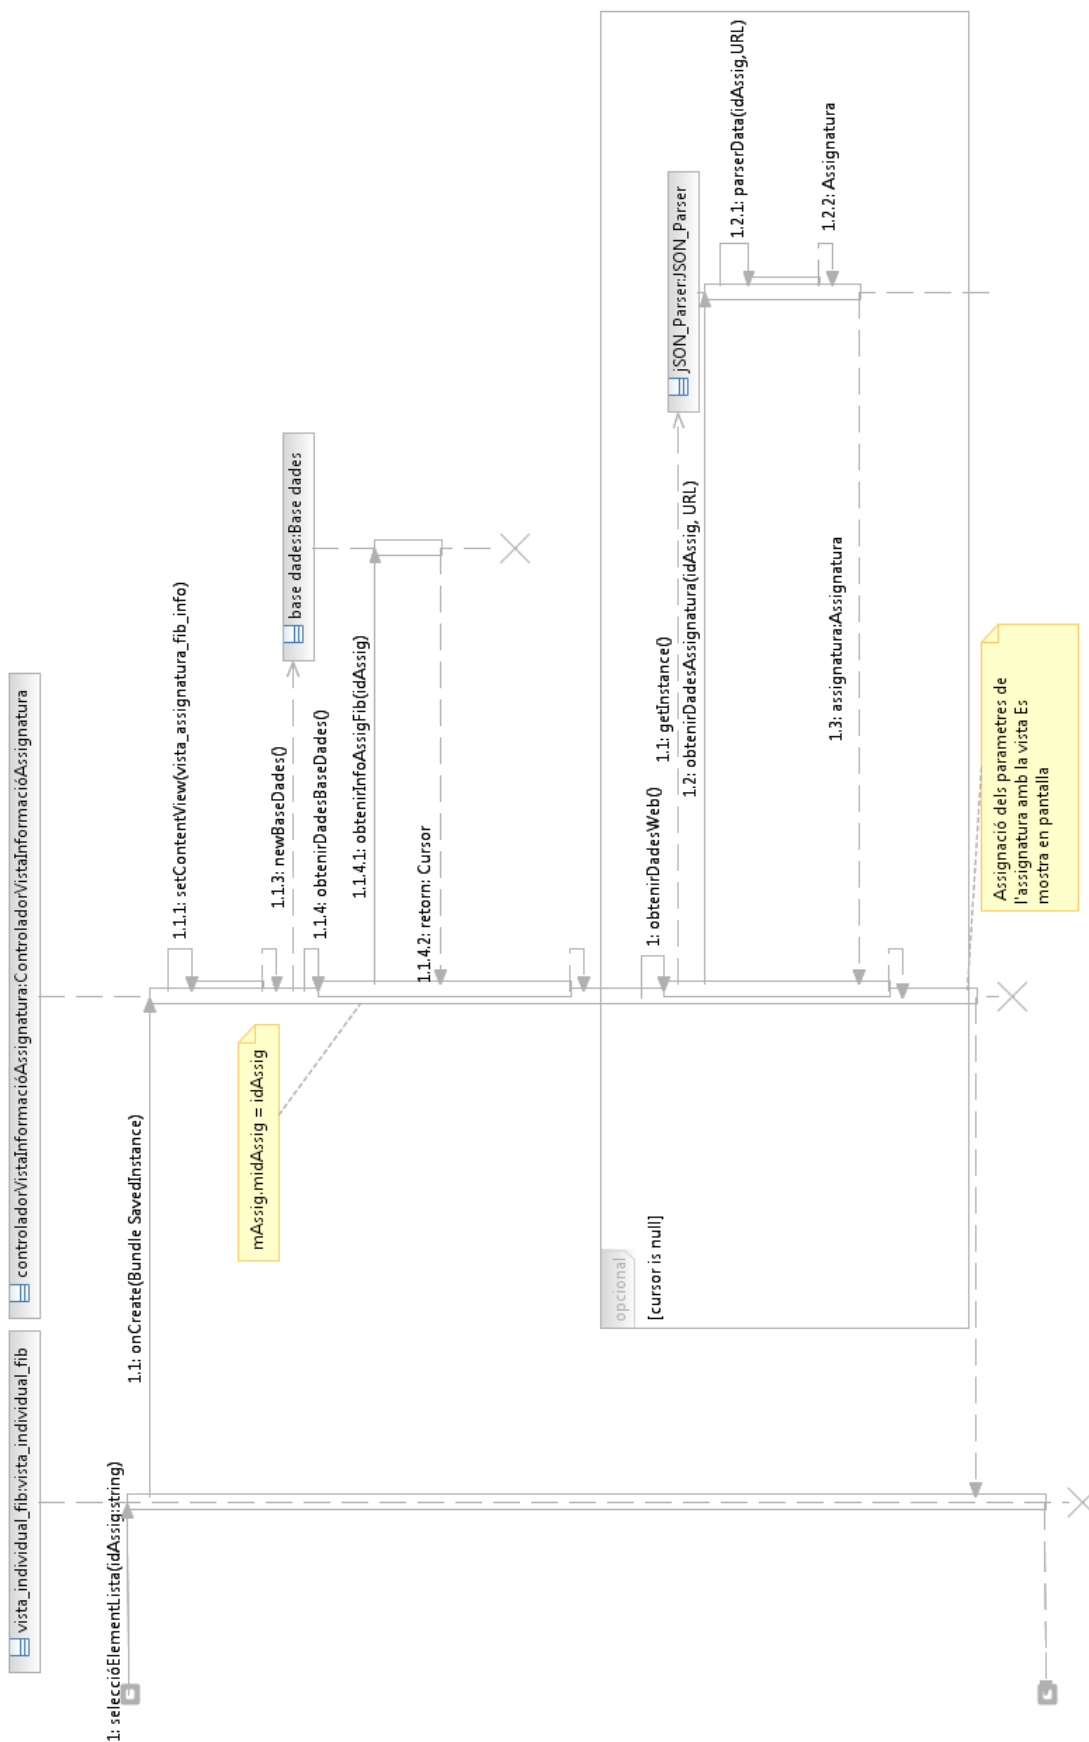 vista_individual_fib:vista_individual_fib
controladorVistaInformacióAssignatura:ControladorVistaInformacióAssignatura
1: seleccióElementLista(idAssig:string)
1.1: onCreate(Bundle SavedInstance)
1.1.1: setContentView(vista_assignatura_fib_info)
mAssig.midAssig = idAssig
1.1.3: newBaseDades()
base dades:Base dades
1.1.4: obtenirDadesBaseDades()
1.1.4.1: obtenirInfoAssigFib(idAssig)
1.1.4.2: retorn: Cursor
opcional
[cursor is null]
1: obtenirDadesWeb()
1.1: getInstance()
jSON_Parser:JSON_Parser
1.2: obtenirDadesAssignatura(idAssig, URL)
1.2.1: parserData(idAssig,URL)
1.2.2: Assignatura
1.3: assignatura:Assignatura
Assignació dels parametres de
l'assignatura amb la vista Es
mostra en pantalla